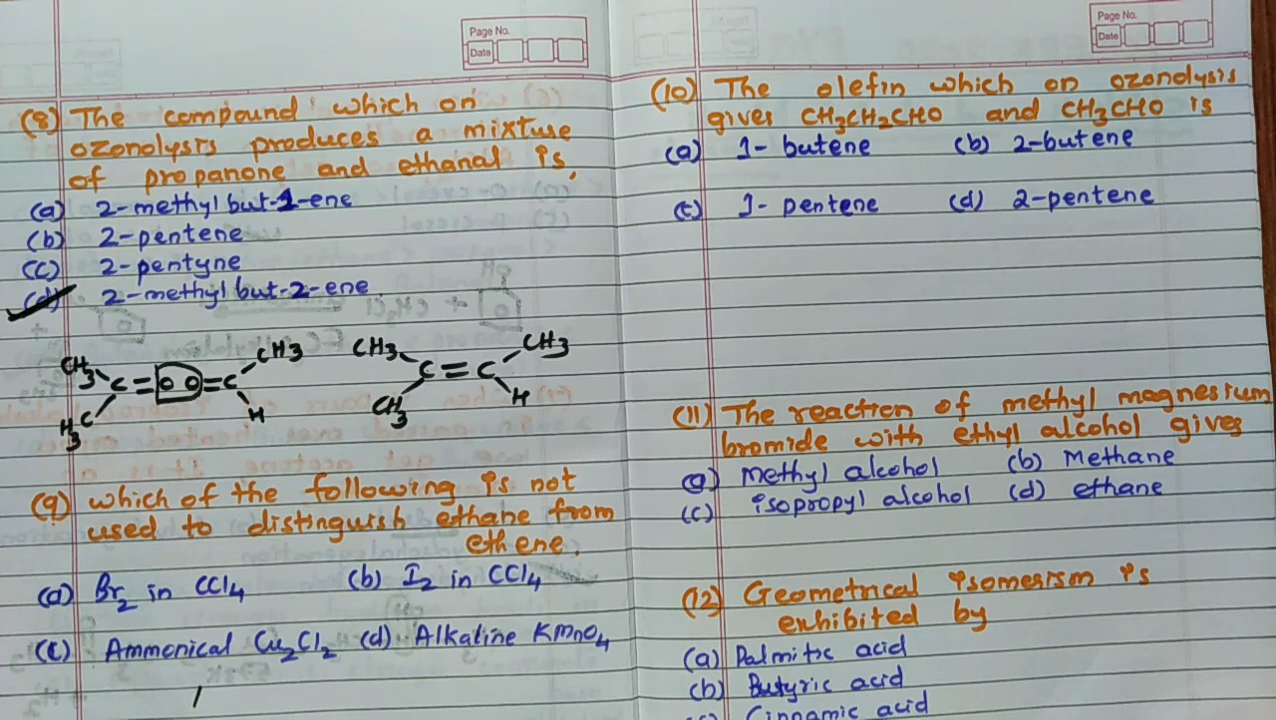 Page No.
Date
(8) The compound which on
ozonolysis produces a mixture
of propanone and ethanal is.
(a) 2-methyl but-1-ene
(b) 2-pentene
(c) 2-pentyne
(d) 2-methyl but-2-ene.
CH3 C=O O=C CH3
H3C H
CH3 C=C CH3
CH3 H
(9) which of the following is not
used to distinguish ethane from
ethene.
(a) Br2 in CCl4 (b) I2 in CCl4
(c) Ammonical Cu2Cl2 (d) Alkaline KMnO4
Page No.
Date
(10) The olefin which on ozonolysis
gives CH3CH2CHO and CH3CHO is
(a) 1- butene (b) 2-butene
(c) 1- pentene (d) 2-pentene
(11) The reaction of methyl magnesium
bromide with ethyl alcohol gives
(a) Methyl alcohol (b) Methane
(c) isopropyl alcohol (d) ethane
(12) Geometrical isomerism is
exhibited by
(a) Palmitic acid
(b) Butyric acid
(c) Cinnamic acid